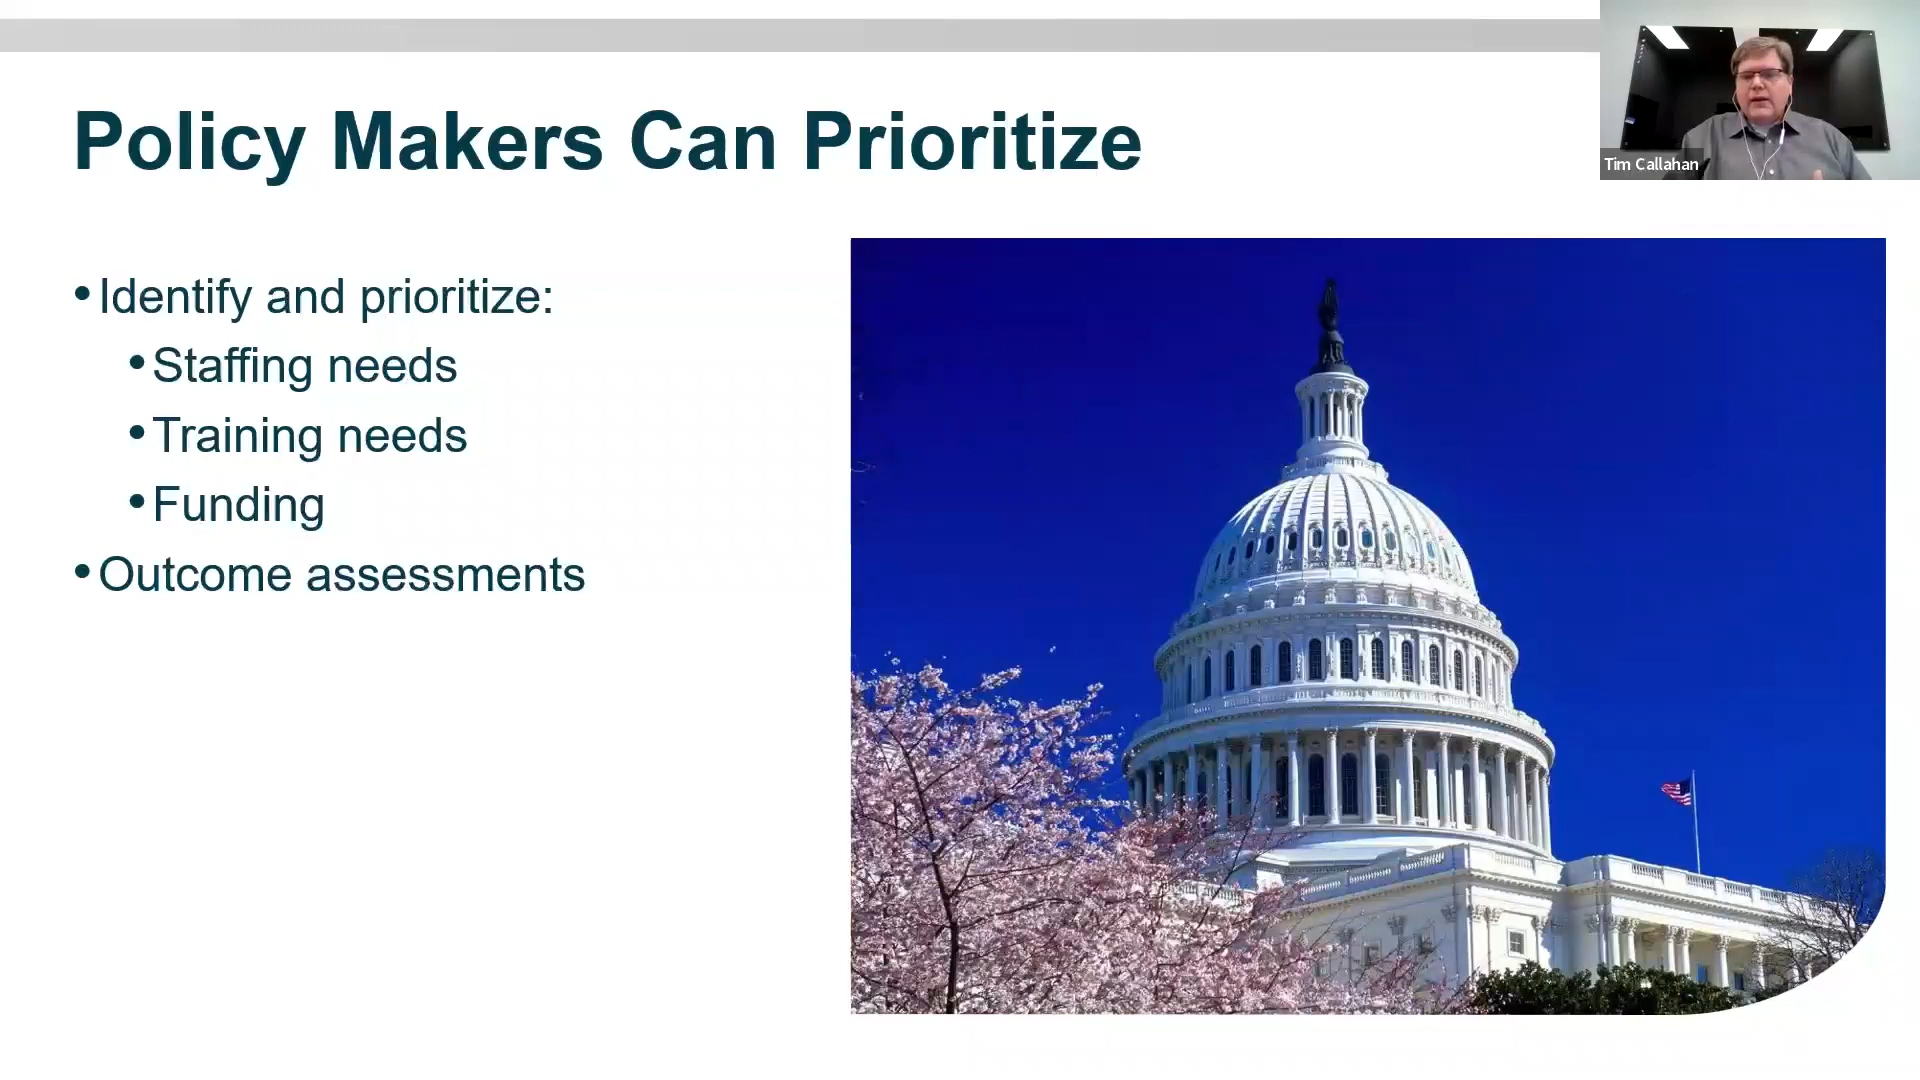 Policy Makers Can Prioritize
Tim Callahan
•Identify and prioritize:
•Staffing needs
•Training needs
•Funding
•Outcome assessments